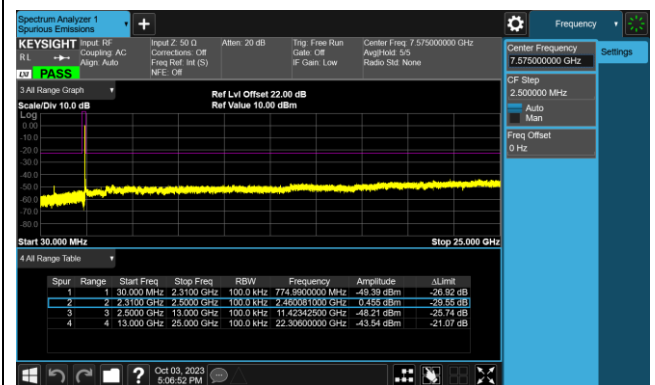 Spectrum Analyzer 1
Spurious Emissions
Frequency
KEYSIGHT
Input: RF
Input Z: 50 Ω
Atten: 20 dB
Trig: Free Run
Center Freq: 7.575000000 GHz
RL
Coupling: AC
Corrections: Off
Gate: Off
Avg|Hold: 5/5
Align: Auto
Freq Ref: Int (S)
IF Gain: Low
Radio Std: None
NFE: Off
LXI PASS
Center Frequency
7.575000000 GHz
Settings
CF Step
2.500000 MHz
Auto
Man
Freq Offset
0 Hz
3 All Range Graph
Ref Lvl Offset 22.00 dB
Scale/Div 10.0 dB
Ref Value 10.00 dBm
Log
0.00
-10.0
-20.0
-30.0
-40.0
-50.0
-60.0
-70.0
-80.0
Start 30.000 MHz
Stop 25.000 GHz
4 All Range Table
Spur Range Start Freq Stop Freq RBW Frequency Amplitude ΔLimit
1 1 30.000 MHz 2.3100 GHz 100.0 kHz 774.9900000 MHz -49.39 dBm -26.92 dB
2 2 2.3100 GHz 2.5000 GHz 100.0 kHz 2.460081000 GHz 0.455 dBm -29.55 dB
3 3 2.5000 GHz 13.000 GHz 100.0 kHz 11.42342500 GHz -48.21 dBm -25.74 dB
4 4 13.000 GHz 25.000 GHz 100.0 kHz 22.30600000 GHz -43.54 dBm -21.07 dB
Oct 03, 2023
5:06:52 PM